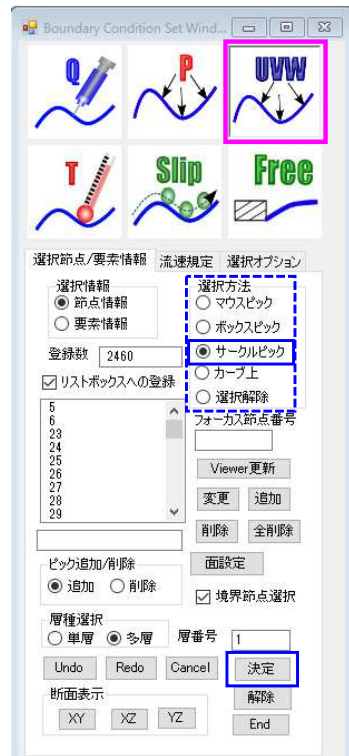 Boundary Condition Set Wind...
Q
P
UVW
T
Slip
Free
選択節点/要素情報 流速規定 選択オプション
選択情報
節点情報
要素情報
登録数 2460
リストボックスへの登録
5
6
23
24
25
26
27
28
29
選択方法
マウスピック
ボックスピック
サークルピック
カーブ上
選択解除
フォーカス節点番号
Viewer更新
変更 追加
削除 全削除
面設定
ピック追加/削除
追加 削除
境界節点選択
層種選択
単層 多層 層番号 1
Undo Redo Cancel 決定
断面表示
XY XZ YZ
解除
End